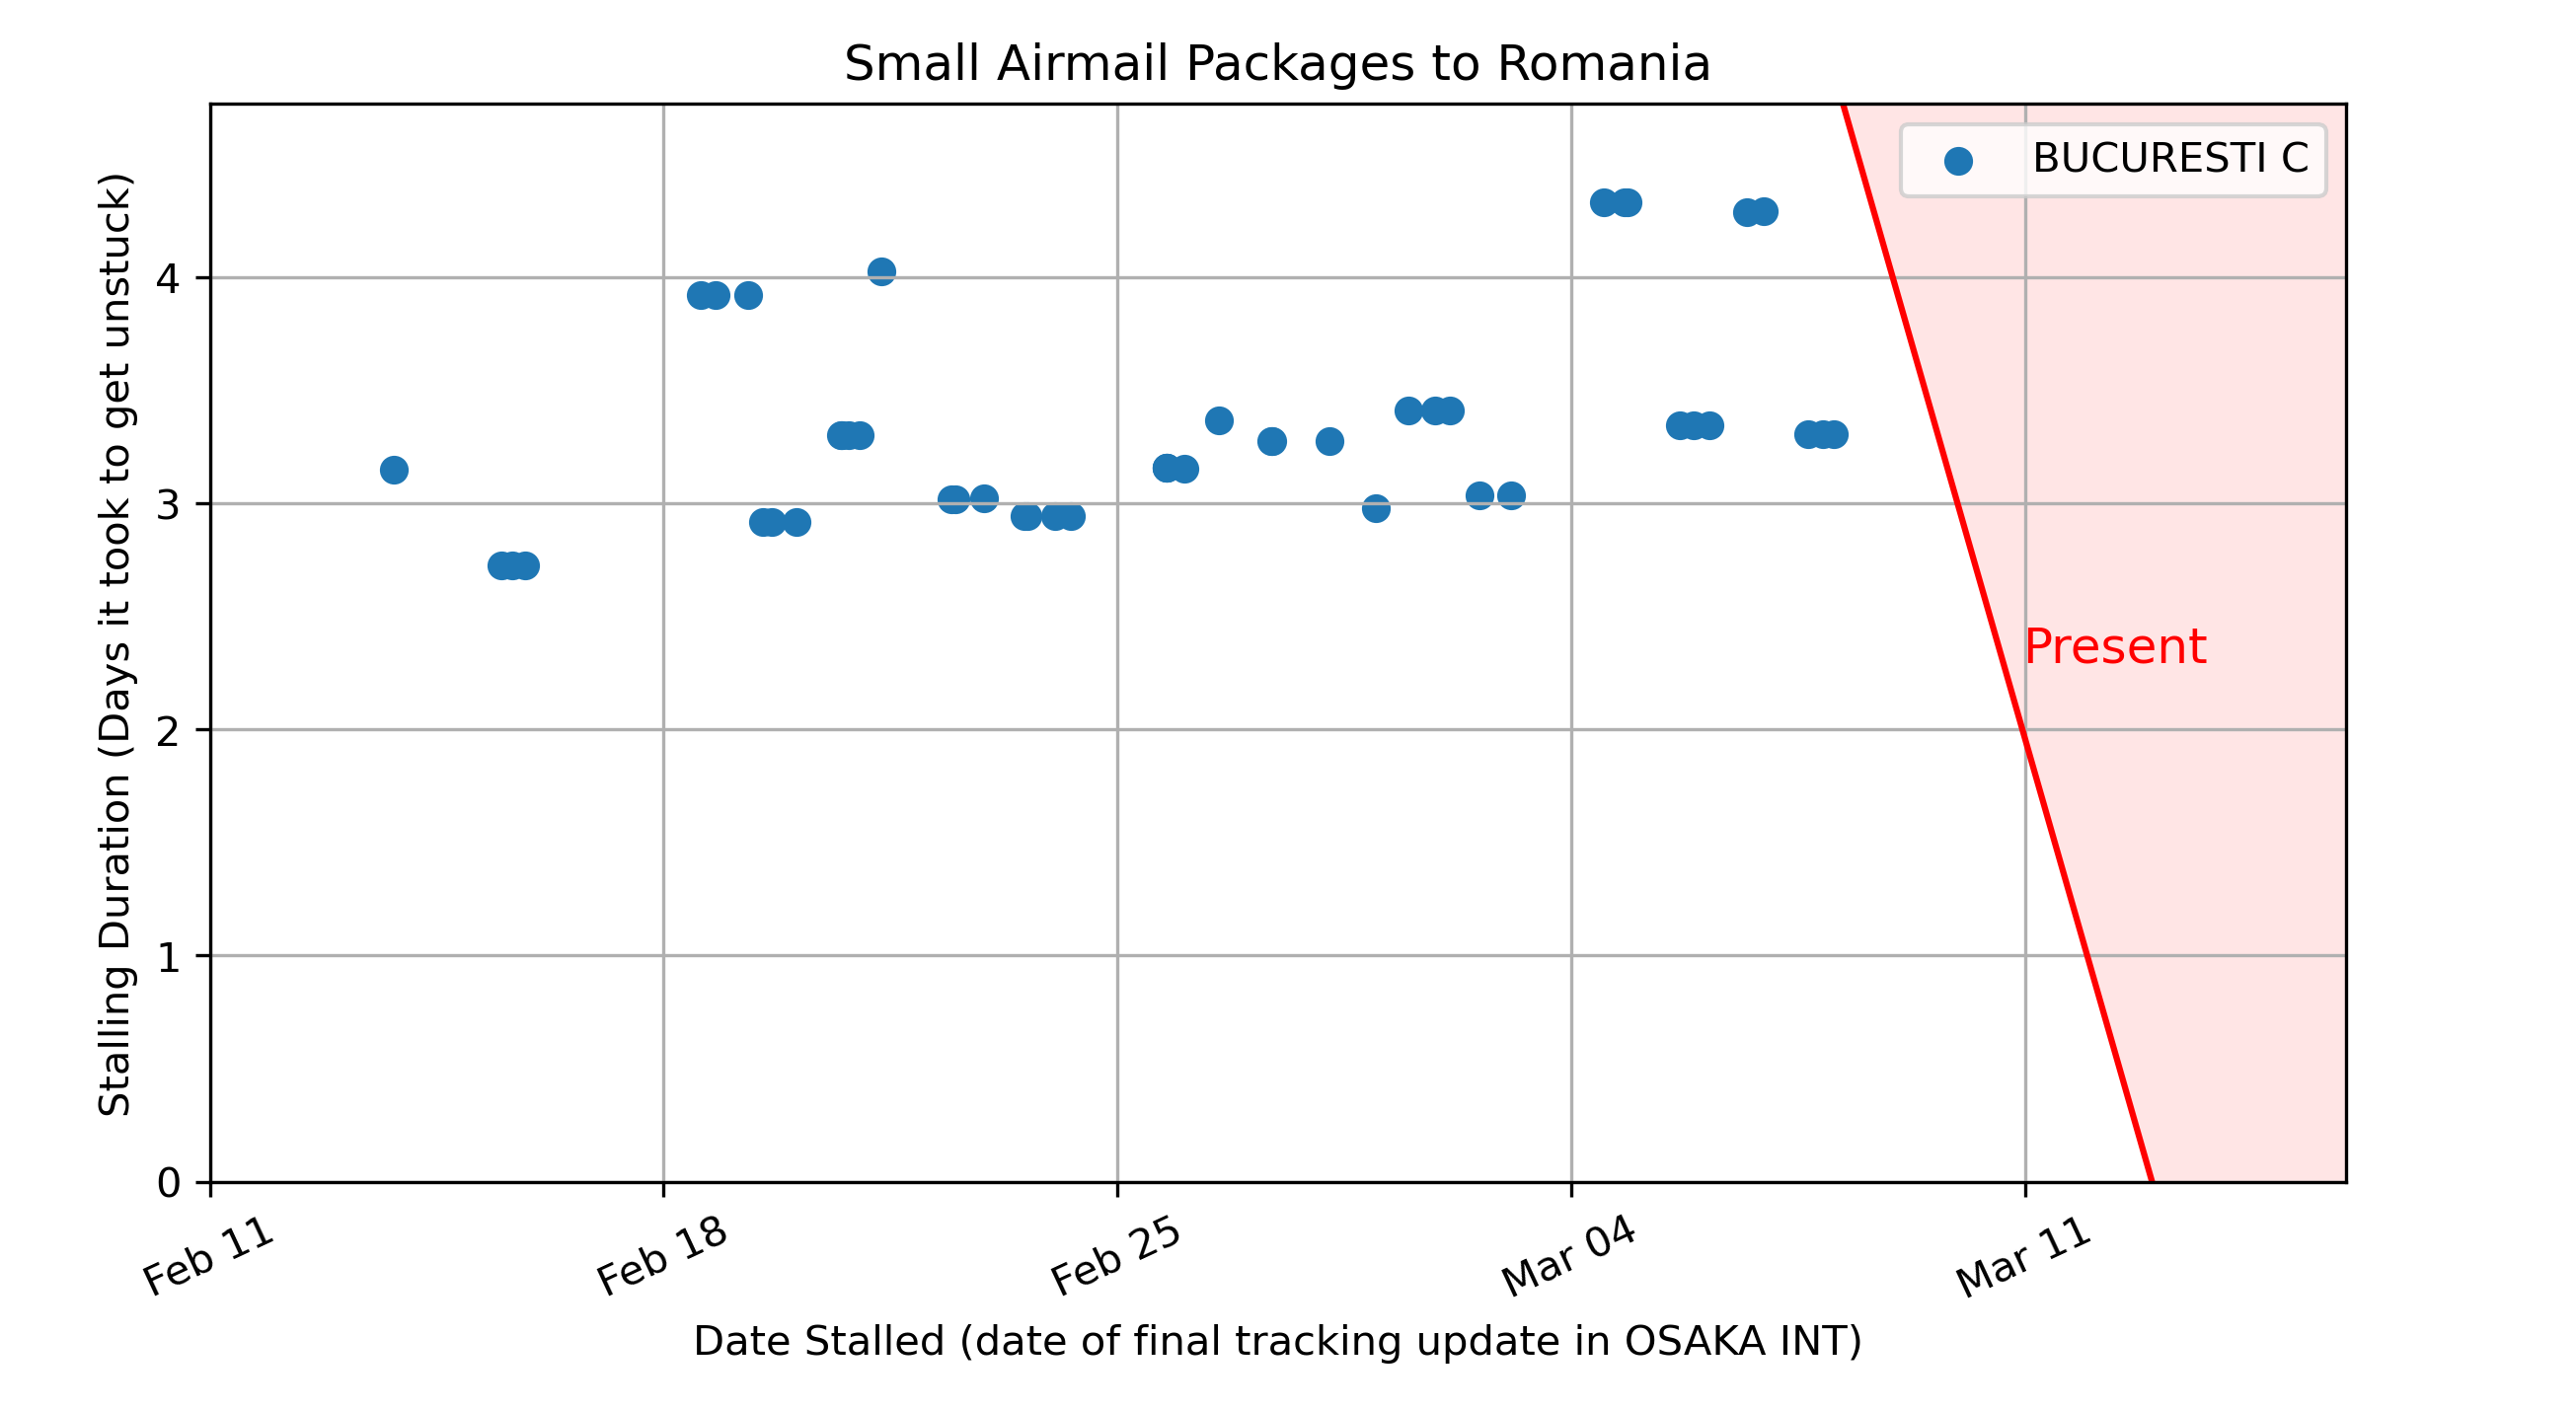 Small Airmail Packages to Romania
BUCURESTI C
Stalling Duration (Days it took to get unstuck)
4
3
2
1
0
Present
Feb 11
Feb 18
Feb 25
Mar 04
Mar 11
Date Stalled (date of final tracking update in OSAKA INT)